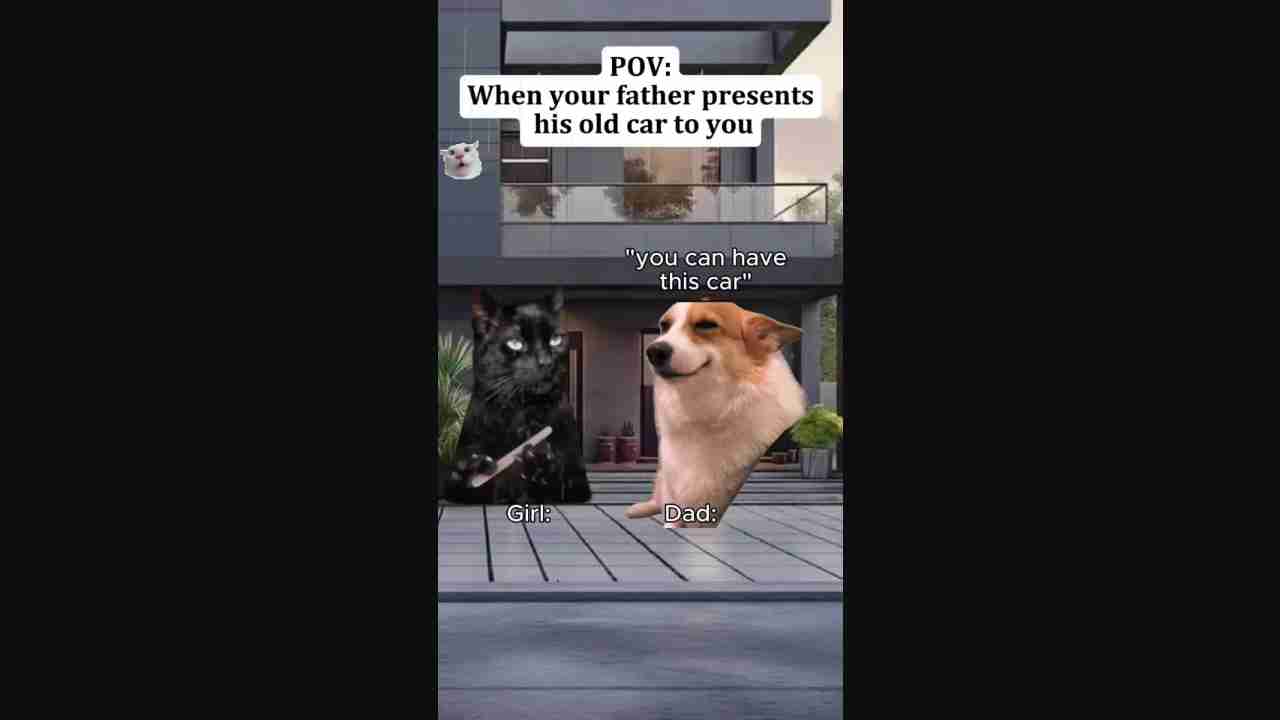 POV:
When your father presents
his old car to you
"you can have
this car"
Girl:
Dad: